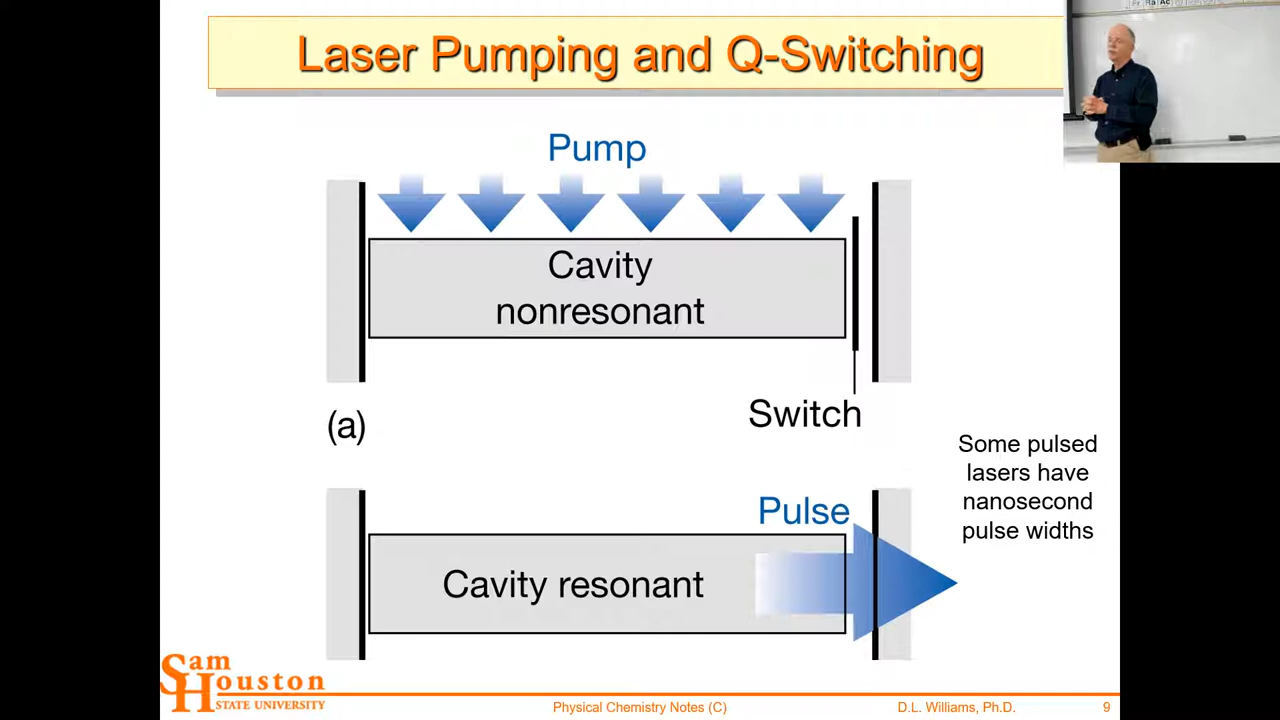 Laser Pumping and Q-Switching
Pump
Cavity
nonresonant
Switch
(a)
Some pulsed
lasers have
nanosecond
pulse widths
Pulse
Cavity resonant
Sam
Houston
STATE UNIVERSITY
Physical Chemistry Notes (C)
D.L. Williams, Ph.D.
9